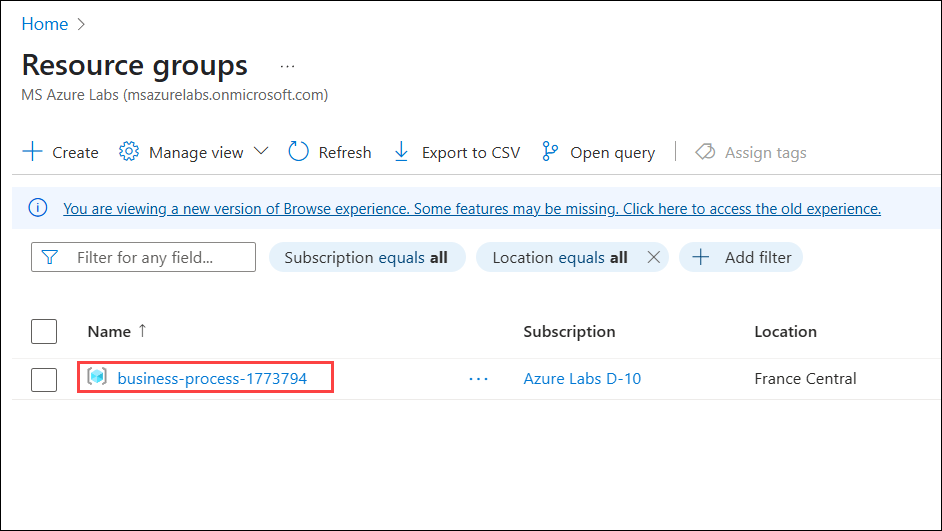 Home >
Resource groups ...
MS Azure Labs (msazurelabs.onmicrosoft.com)
+ Create Manage view Refresh Export to CSV Open query | Assign tags
You are viewing a new version of Browse experience. Some features may be missing. Click here to access the old experience.
Filter for any field... Subscription equals all Location equals all × + Add filter
Name ↑ Subscription Location
business-process-1773794 ... Azure Labs D-10 France Central